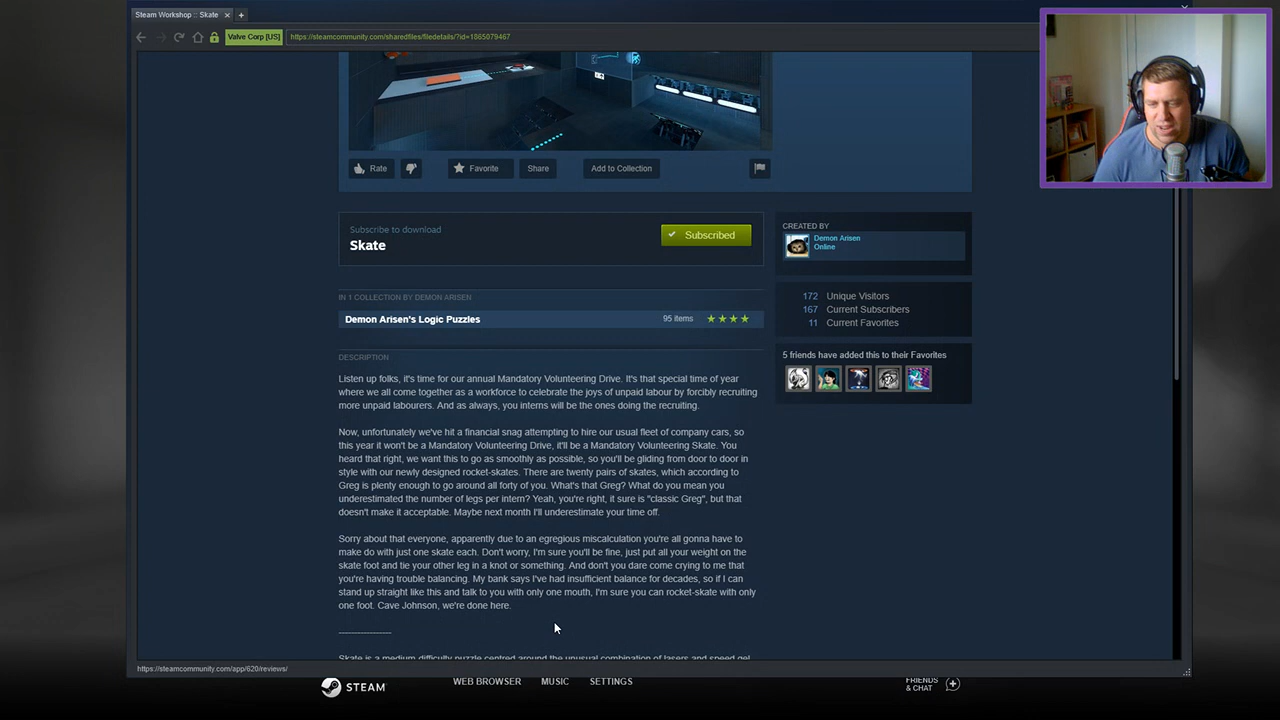 Steam Workshop :: Skate
Valve Corp [US]
https://steamcommunity.com/sharedfiles/filedetails/?id=1865079467
Rate
Favorite
Share
Add to Collection
Subscribe to download
Skate
Subscribed
CREATED BY
Demon Arisen
Online
172 Unique Visitors
167 Current Subscribers
11 Current Favorites
IN 1 COLLECTION BY DEMON ARISEN
Demon Arisen's Logic Puzzles
95 items
5 friends have added this to their Favorites
DESCRIPTION
Listen up folks, it's time for our annual Mandatory Volunteering Drive. It's that special time of year
where we all come together as a workforce to celebrate the joys of unpaid labour by forcibly recruiting
more unpaid labourers. And as always, you interns will be the ones doing the recruiting.
Now, unfortunately we've hit a financial snag attempting to hire our usual fleet of company cars, so
this year it won't be a Mandatory Volunteering Drive, it'll be a Mandatory Volunteering Skate. You
heard that right, we want this to go as smoothly as possible, so you'll be gliding from door to door in
style with our newly designed rocket-skates. There are twenty pairs of skates, which according to
Greg is plenty enough to go around all forty of you. What's that Greg? What do you mean you
underestimated the number of legs per intern? Yeah, you're right, it sure is "classic Greg", but that
doesn't make it acceptable. Maybe next month I'll underestimate your time off.
Sorry about that everyone, apparently due to an egregious miscalculation you're all gonna have to
make do with just one skate each. Don't worry, I'm sure you'll be fine, just put all your weight on the
skate foot and tie your other leg in a knot or something. And don't you dare come crying to me that
you're having trouble balancing. My bank says I've had insufficient balance for decades, so if I can
stand up straight like this and talk to you with only one mouth, I'm sure you can rocket-skate with only
one foot. Cave Johnson, we're done here.
----------------
Skate is a medium difficulty puzzle centred around the unusual combination of lasers and speed gel
https://steamcommunity.com/app/620/reviews/
STEAM
WEB BROWSER
MUSIC
SETTINGS
FRIENDS
& CHAT